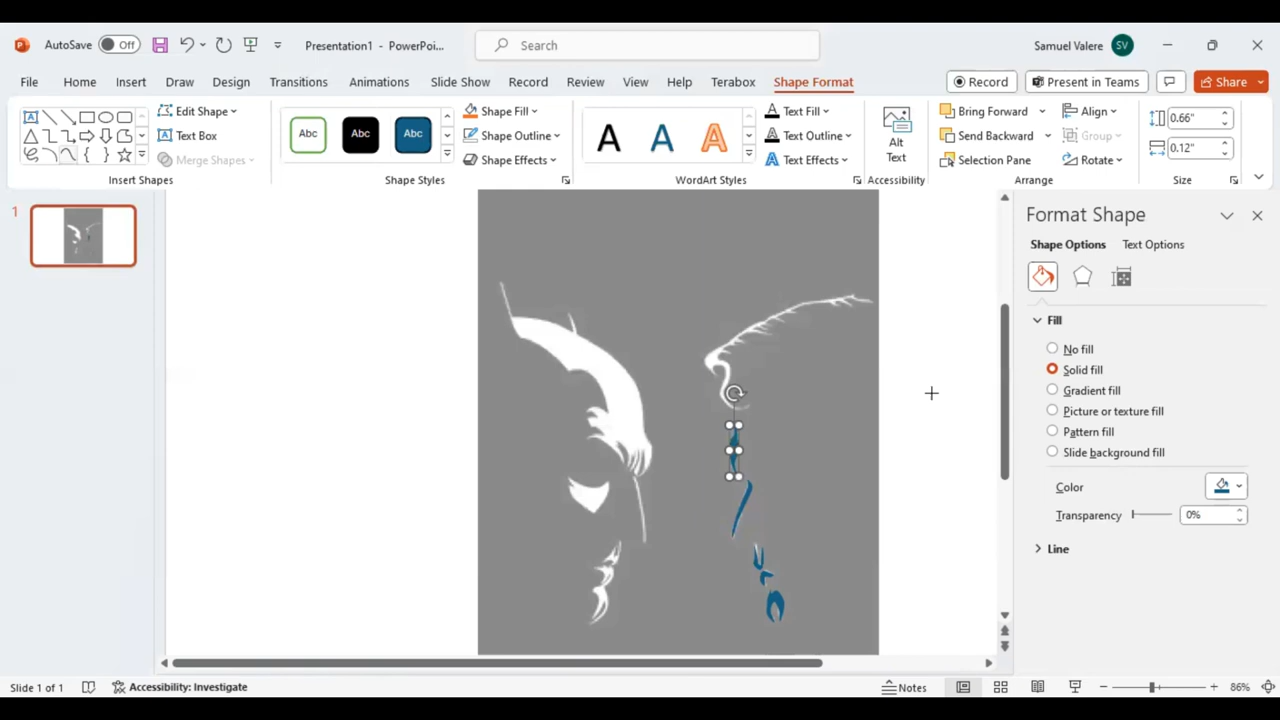 AutoSave Off Presentation1 - PowerPoi... Search Samuel Valere SV
File Home Insert Draw Design Transitions Animations Slide Show Record Review View Help Terabox Shape Format Record Present in Teams Share
Edit Shape
Text Box
Merge Shapes
Insert Shapes
Abc Abc Abc
Shape Fill
Shape Outline
Shape Effects
Shape Styles
A A A
Text Fill
Text Outline
Text Effects
WordArt Styles
Alt
Text
Accessibility
Bring Forward
Send Backward
Selection Pane
Align
Group
Rotate
Arrange
0.66"
0.12"
Size
1
Format Shape
Shape Options Text Options
Fill
No fill
Solid fill
Gradient fill
Picture or texture fill
Pattern fill
Slide background fill
Color
Transparency 0%
Line
Slide 1 of 1 Accessibility: Investigate Notes 86%